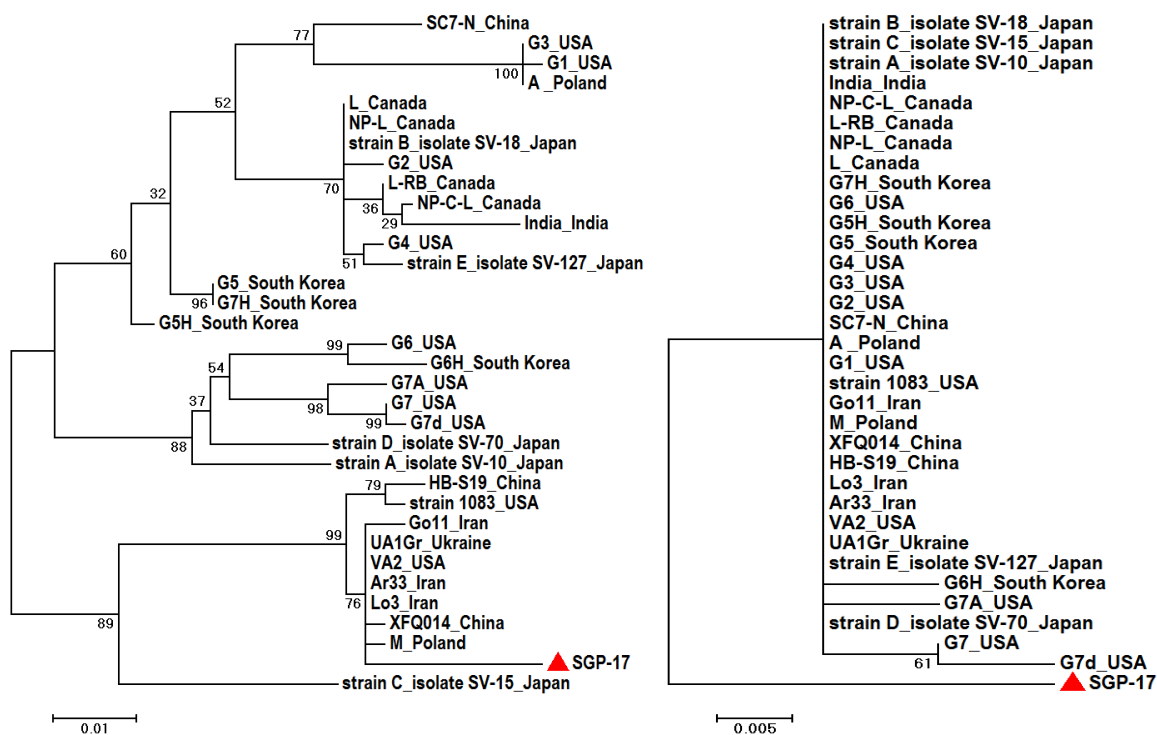 SC7-N_China
77
G3_USA
G1_USA
100
A _Poland
52
L_Canada
NP-L_Canada
strain B_isolate SV-18_Japan
G2_USA
70
L-RB_Canada
32
36
NP-C-L_Canada
29
India_India
G4_USA
60
51
strain E_isolate SV-127_Japan
G5_South Korea
96
G7H_South Korea
G5H_South Korea
99
G6_USA
G6H_South Korea
54
G7A_USA
37
98
G7_USA
99
G7d_USA
88
strain D_isolate SV-70_Japan
strain A_isolate SV-10_Japan
79
HB-S19_China
strain 1083_USA
99
Go11_Iran
UA1Gr_Ukraine
VA2_USA
Ar33_Iran
76
Lo3_Iran
XFQ014_China
89
M_Poland
SGP-17
strain C_isolate SV-15_Japan
0.01
strain B_isolate SV-18_Japan
strain C_isolate SV-15_Japan
strain A_isolate SV-10_Japan
India_India
NP-C-L_Canada
L-RB_Canada
NP-L_Canada
L_Canada
G7H_South Korea
G6_USA
G5H_South Korea
G5_South Korea
G4_USA
G3_USA
G2_USA
SC7-N_China
A _Poland
G1_USA
strain 1083_USA
Go11_Iran
M_Poland
XFQ014_China
HB-S19_China
Lo3_Iran
Ar33_Iran
VA2_USA
UA1Gr_Ukraine
strain E_isolate SV-127_Japan
G6H_South Korea
G7A_USA
strain D_isolate SV-70_Japan
G7_USA
61
G7d_USA
SGP-17
0.005